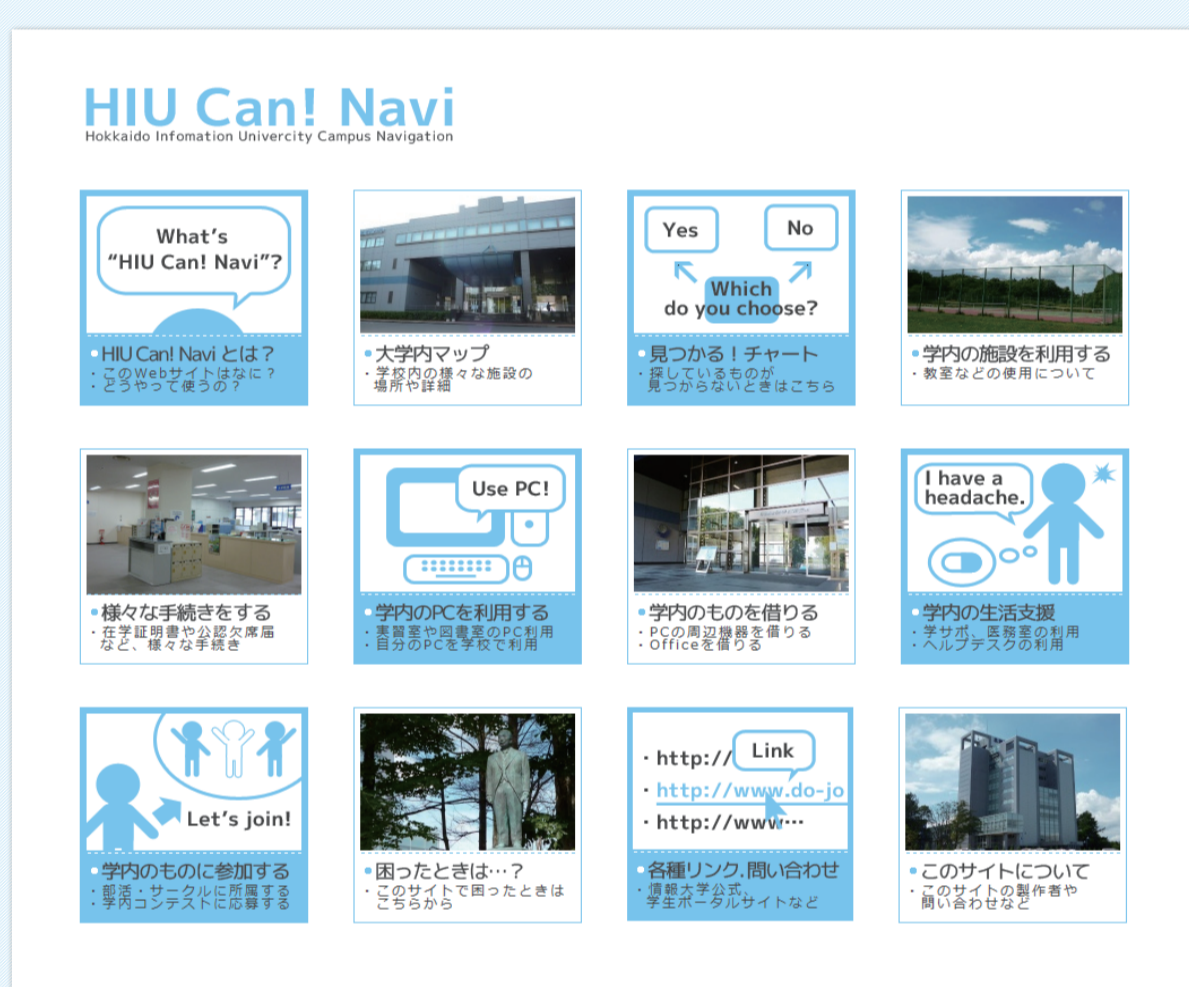 HIU Can! Navi
Hokkaido Infomation Univercity Campus Navigation
What's
"HIU Can! Navi"?
HIU Can! Navi とは？
・このWebサイトはなに？
・どうやって使うの？
大学内マップ
・学校内の様々な施設の
場所や詳細
Yes
No
Which
do you choose?
見つかる！チャート
・探しているものが
見つからないときはこちら
学内の施設を利用する
・教室などの使用について
様々な手続きをする
・在学証明書や公認欠席届
など、様々な手続き
Use PC!
学内のPCを利用する
・実習室や図書室のPC利用
・自分のPCを学校で利用
学内のものを借りる
・PCの周辺機器を借りる
・Officeを借りる
I have a
headache.
学内の生活支援
・学サポ、医務室の利用
・ヘルプデスクの利用
Let's join!
学内のものに参加する
・部活・サークルに所属する
・学内コンテストに応募する
困ったときは…？
・このサイトで困ったときは
こちらから
Link
・http://
・http://www.do-jo
・http://www…
各種リンク、問い合わせ
・情報大学公式、
学生ポータルサイトなど
このサイトについて
・このサイトの製作者や
問い合わせなど